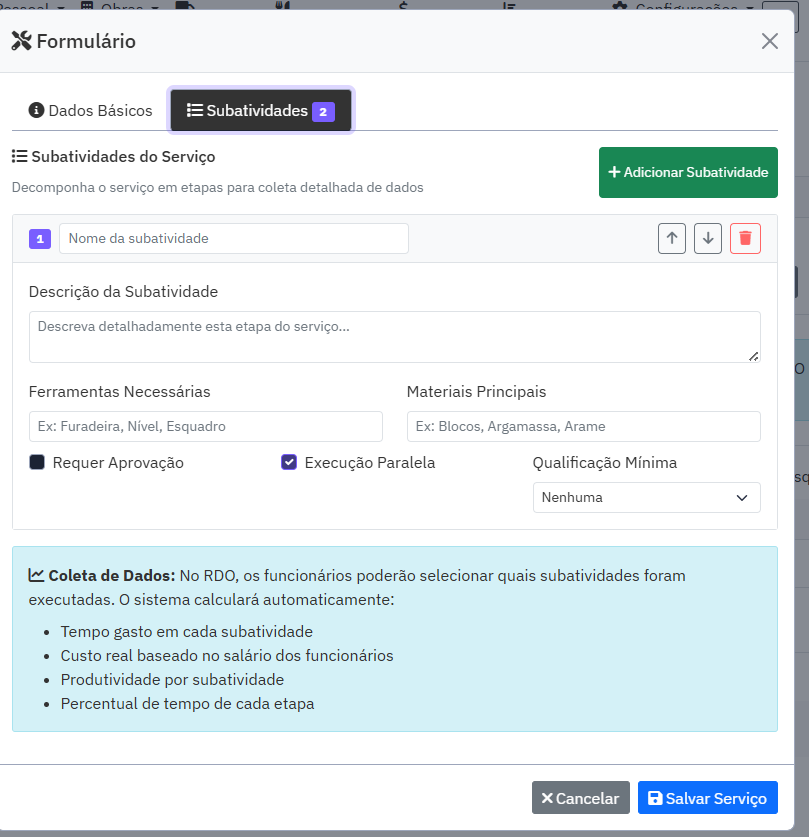 Obras
Configurações
Formulário
Dados Básicos
Subatividades 2
Subatividades do Serviço
Decomponha o serviço em etapas para coleta detalhada de dados
+ Adicionar Subatividade
1 Nome da subatividade
Descrição da Subatividade
Descreva detalhadamente esta etapa do serviço...
Ferramentas Necessárias
Materiais Principais
Ex: Furadeira, Nível, Esquadro
Ex: Blocos, Argamassa, Arame
Requer Aprovação
Execução Paralela
Qualificação Mínima
Nenhuma
Coleta de Dados: No RDO, os funcionários poderão selecionar quais subatividades foram
executadas. O sistema calculará automaticamente:
• Tempo gasto em cada subatividade
• Custo real baseado no salário dos funcionários
• Produtividade por subatividade
• Percentual de tempo de cada etapa
Cancelar
Salvar Serviço